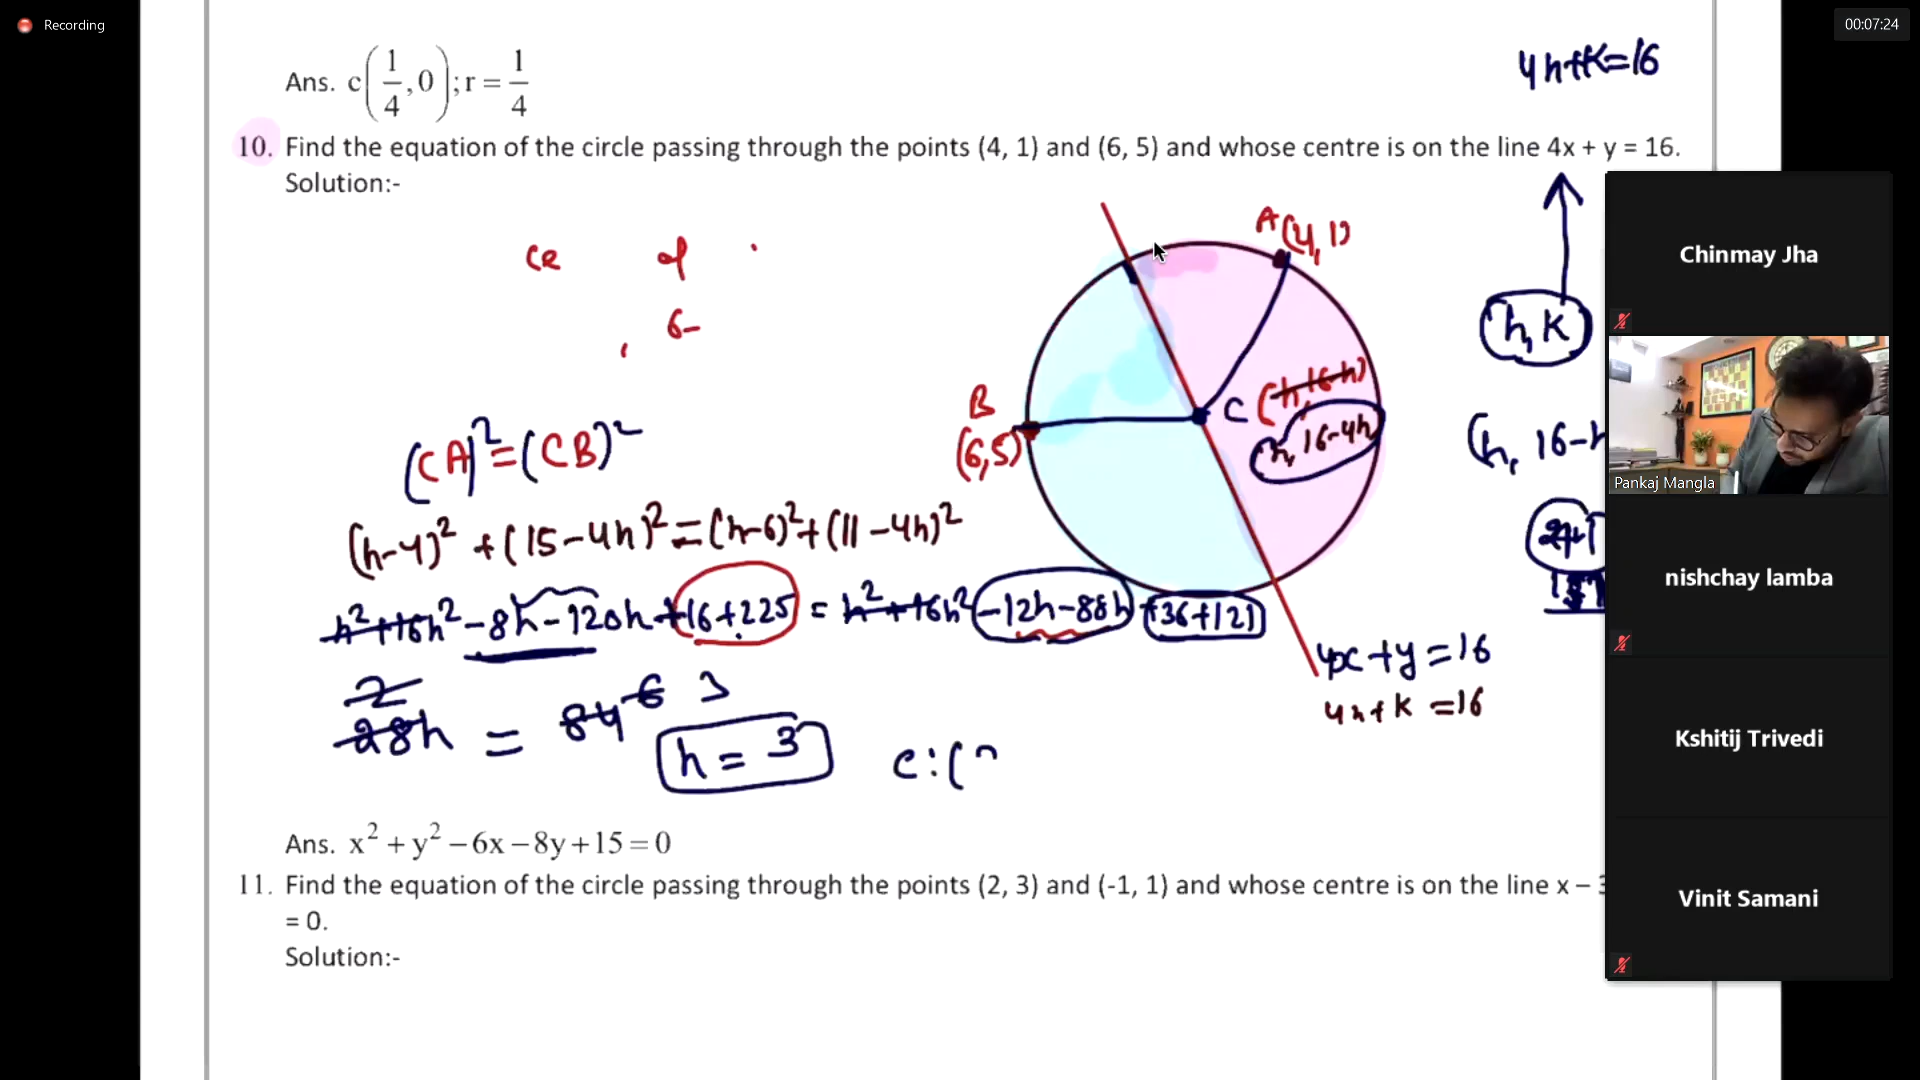 Recording
00:07:24
Ans. c(1/4, 0); r = 1/4
4h+K=16
10. Find the equation of the circle passing through the points (4, 1) and (6, 5) and whose centre is on the line 4x + y = 16.
Solution:-
A(4, 1)
h, K
B
(6,5)
C (h, 16-h)
(h, 16-4h)
(h, 16-h
(CA)²=(CB)²
(h-4)² + (15-4h)² = (h-6)²+(11-4h)²
h²+16h²-8h-120h+16+225 = h²+16h²-12h-88h+36+121
4x+y=16
4h+K =16
2
28h = 84 6 3
h = 3
C:(
Ans. x² + y² – 6x – 8y + 15 = 0
11. Find the equation of the circle passing through the points (2, 3) and (-1, 1) and whose centre is on the line x – 3
= 0.
Solution:-
Chinmay Jha
Pankaj Mangla
nishchay lamba
Kshitij Trivedi
Vinit Samani